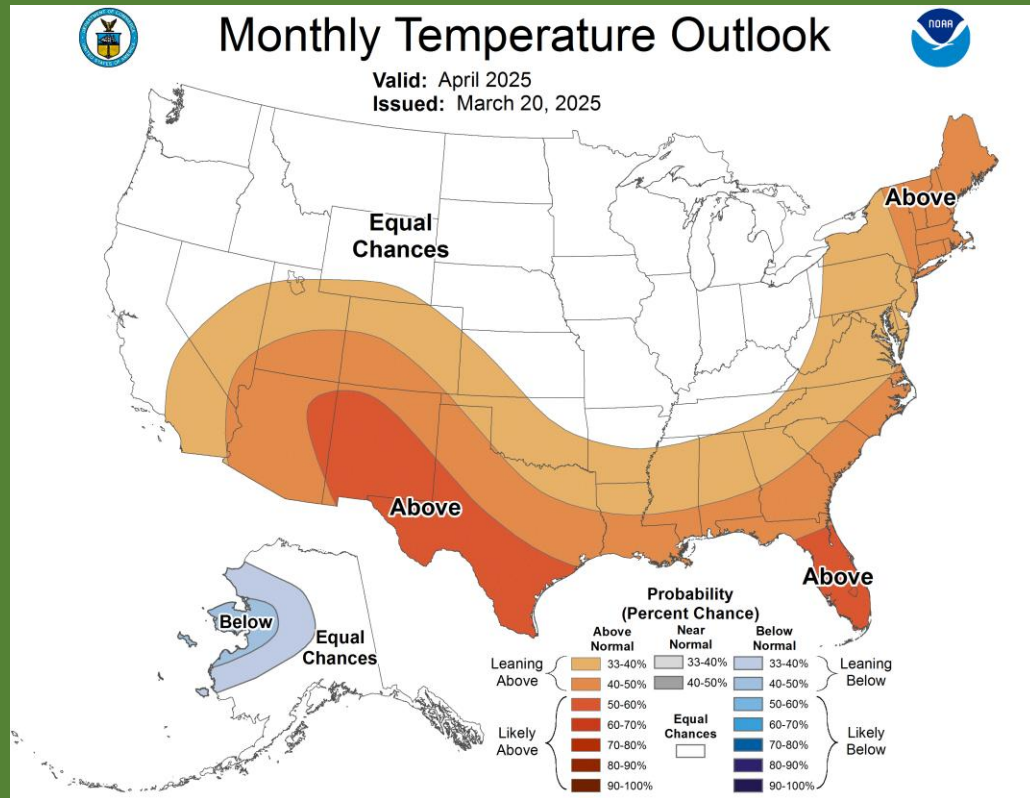 Monthly Temperature Outlook
NOAA
Valid: April 2025
Issued: March 20, 2025
Above
Equal
Chances
Above
Above
Below
Equal
Chances
Probability
(Percent Chance)
Above
Normal
Near
Normal
Below
Normal
Leaning
Above
33-40%
33-40%
33-40%
Leaning
Below
40-50%
40-50%
40-50%
Likely
Above
50-60%
50-60%
Likely
Below
60-70%
Equal
Chances
60-70%
70-80%
70-80%
80-90%
80-90%
90-100%
90-100%